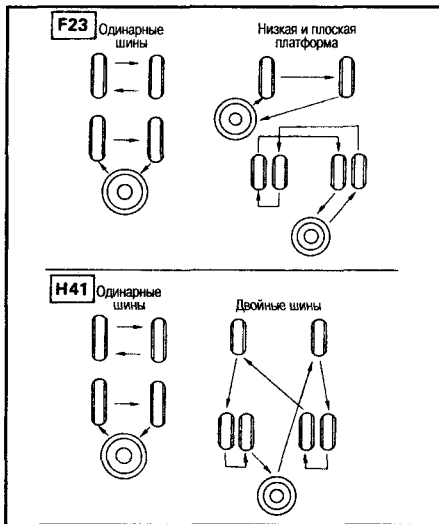 F23
Одинарные
шины
Низкая и плоская
платформа
H41
Одинарные
шины
Двойные шины